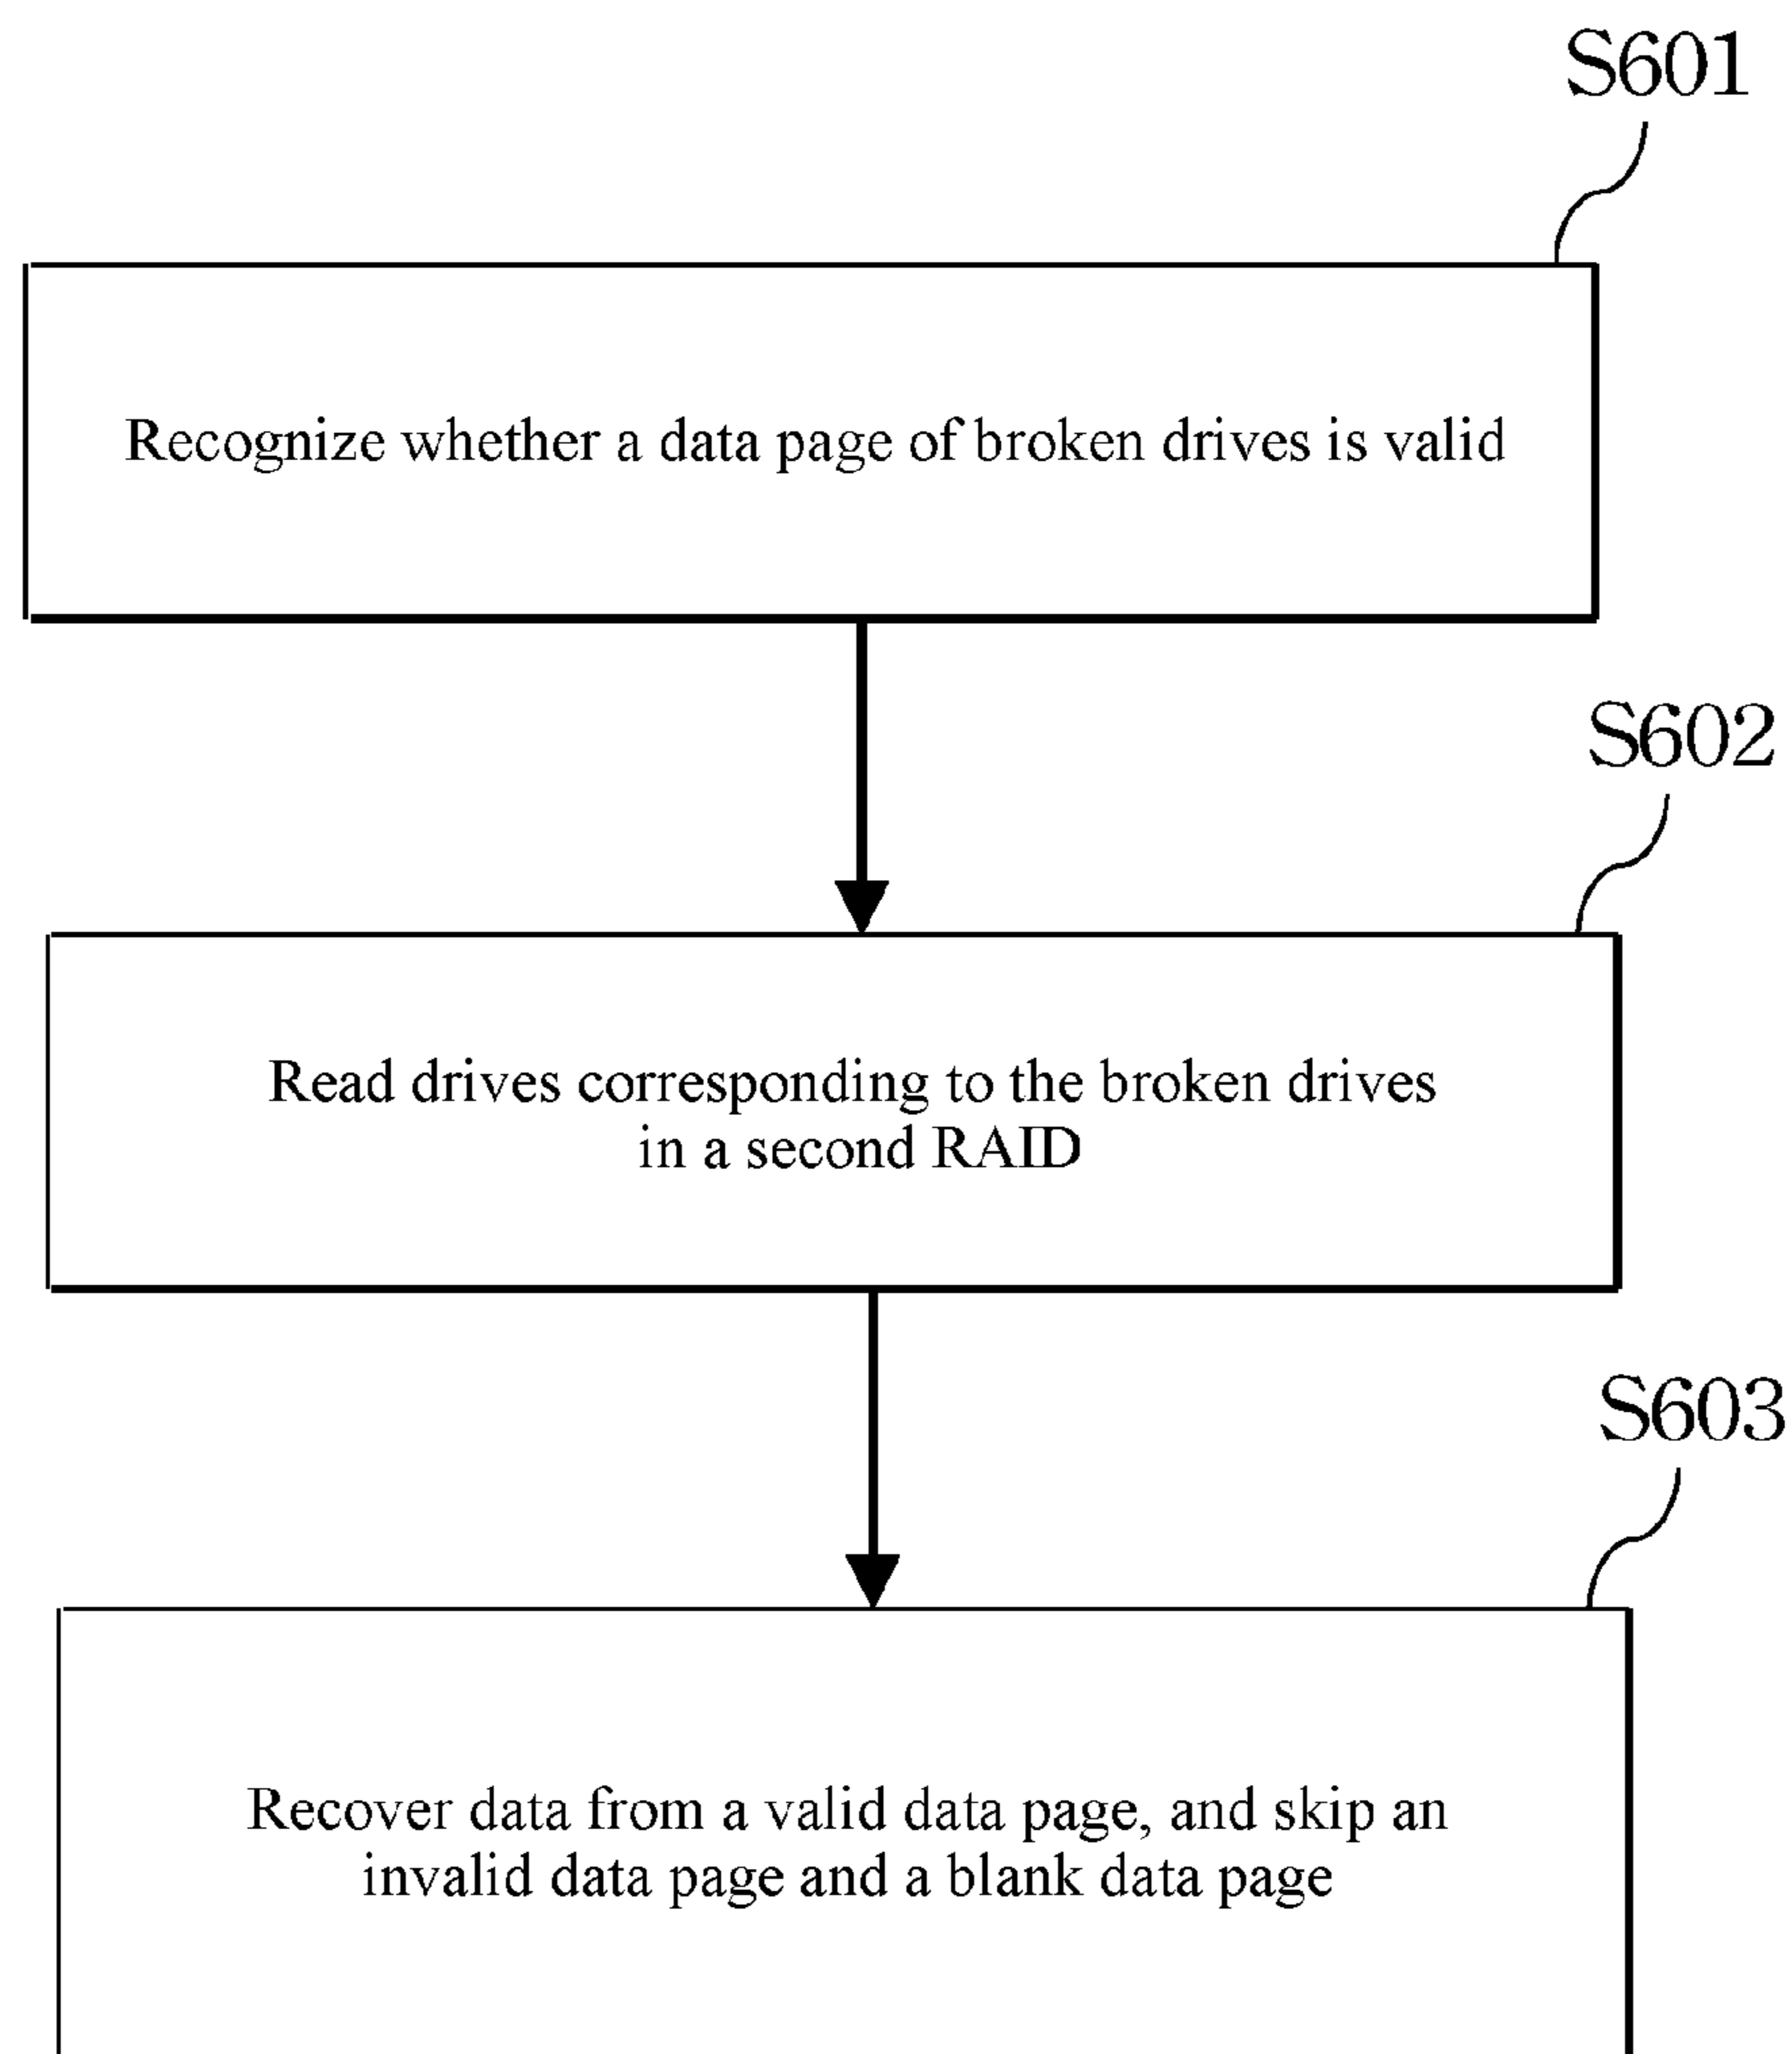 S601
Recognize whether a data page of broken drives is valid
S602
Read drives corresponding to the broken drives
in a second RAID
S603
Recover data from a valid data page, and skip an
invalid data page and a blank data page